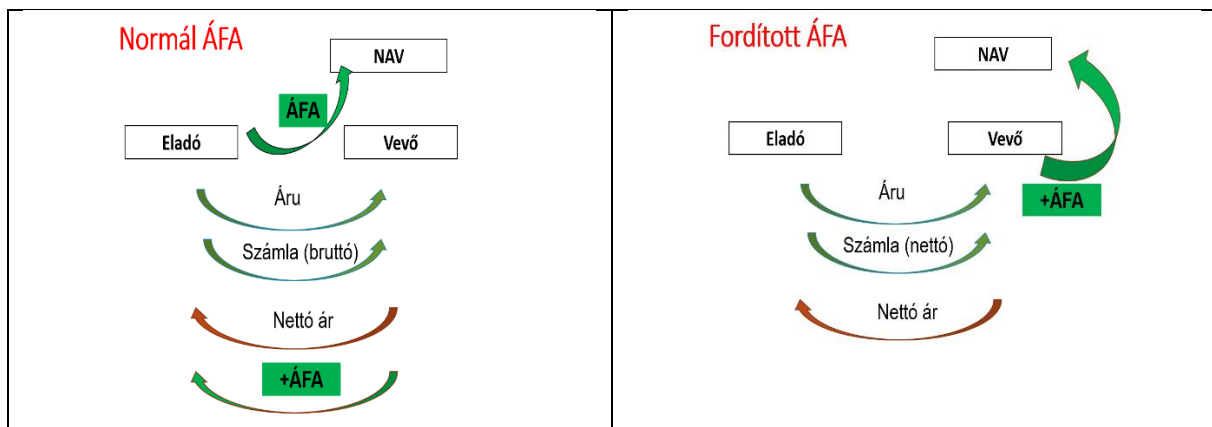 Normál ÁFA
NAV
ÁFA
Eladó
Vevő
Áru
Számla (bruttó)
Nettó ár
+ÁFA
Fordított ÁFA
NAV
Eladó
Vevő
+ÁFA
Áru
Számla (nettó)
Nettó ár